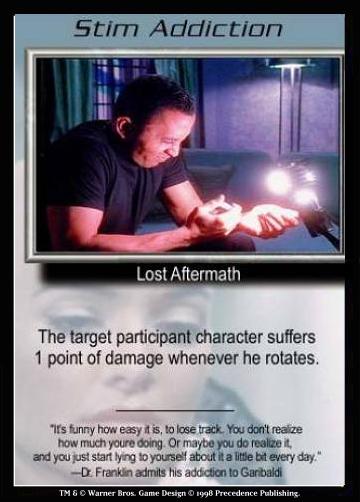 Stim Addiction
Lost Aftermath
The target participant character suffers
1 point of damage whenever he rotates.
"It's funny how easy it is, to lose track. You don't realize
how much youre doing. Or maybe you do realize it,
and you just start lying to yourself about it a little bit every day."
—Dr. Franklin admits his addiction to Garibaldi
TM & © Warner Bros. Game Design © 1998 Precedence Publishing.